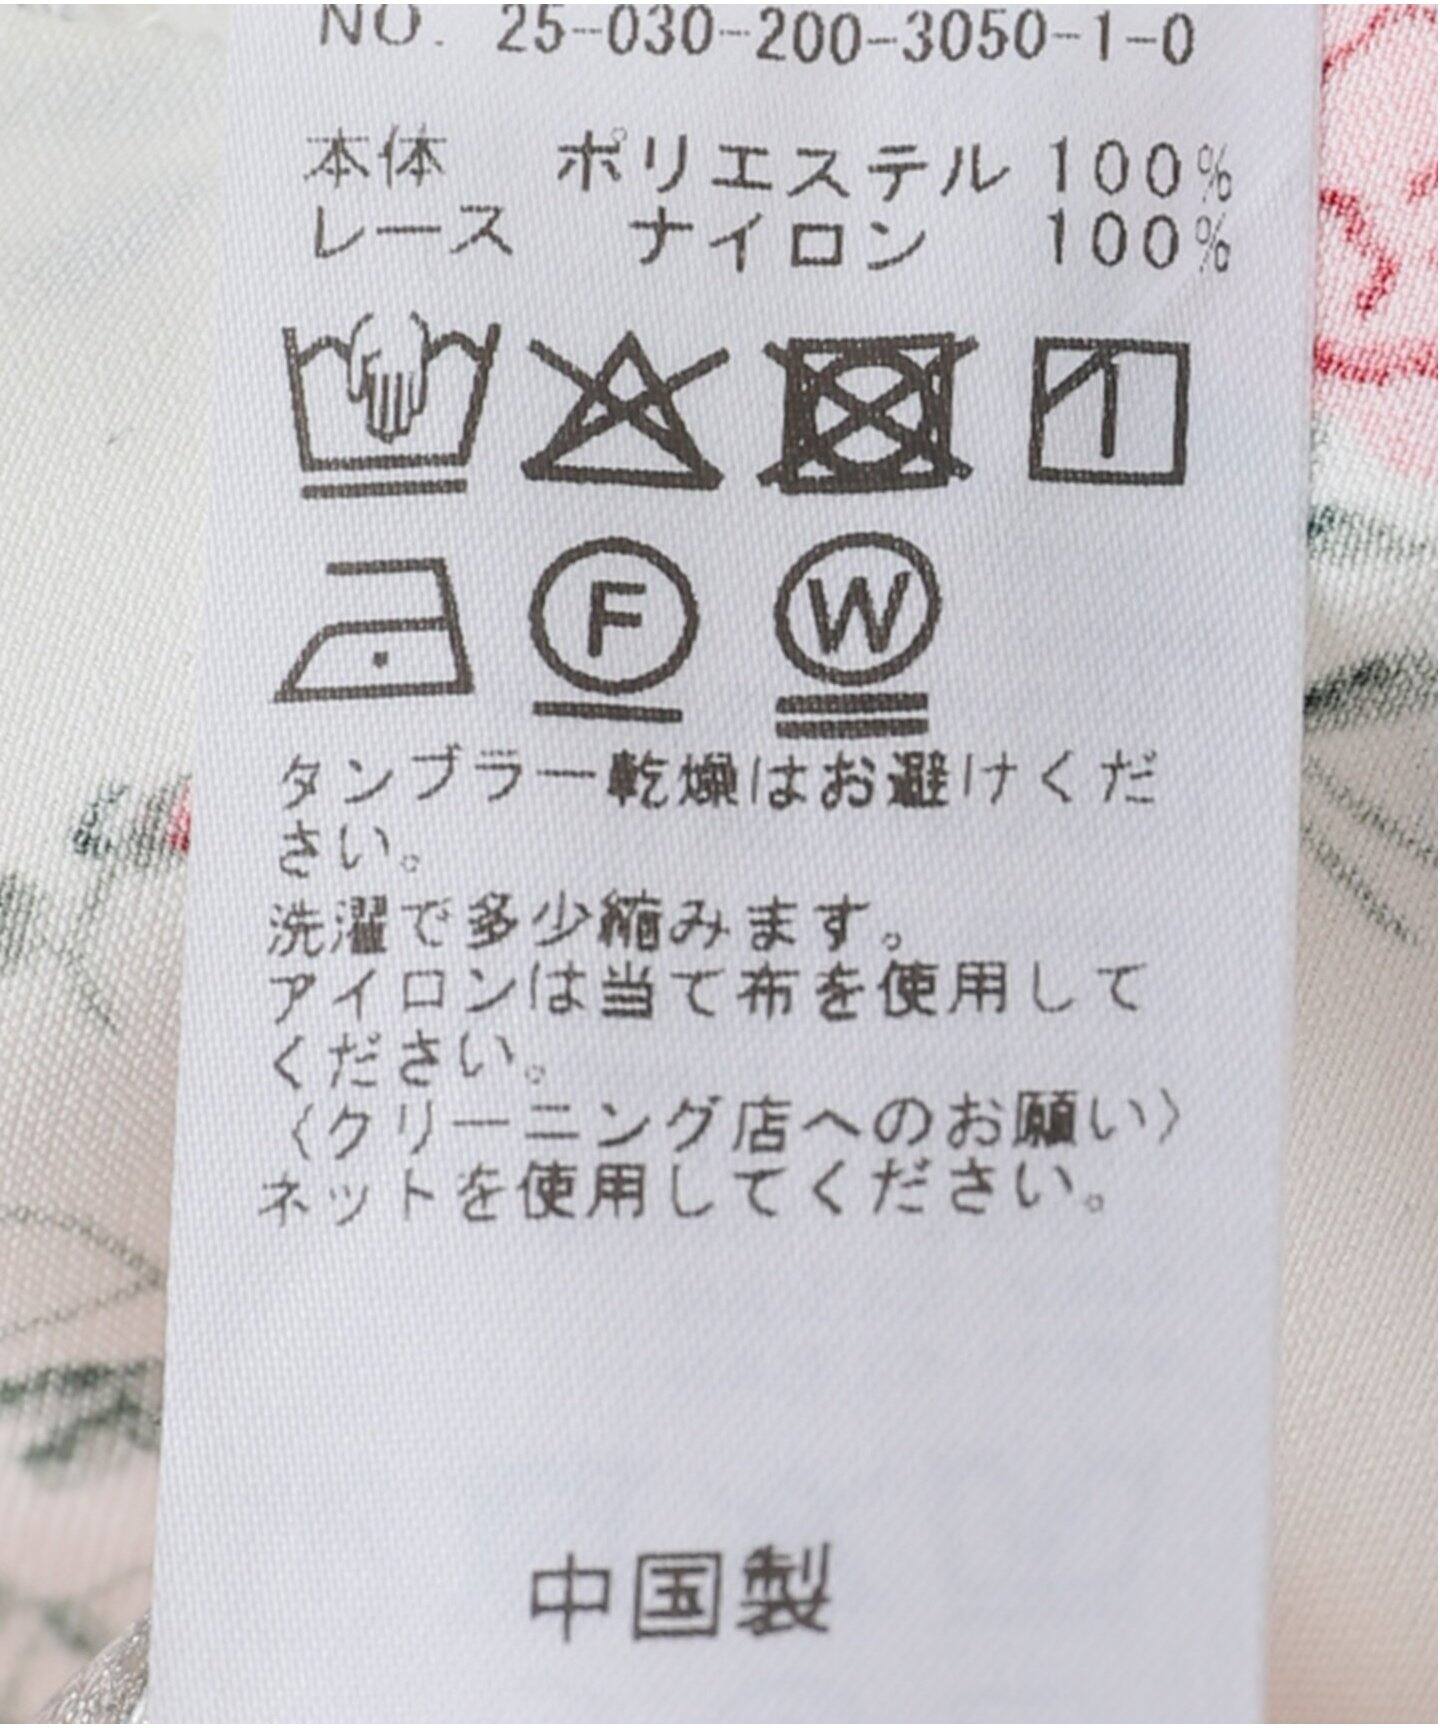 NO. 25-030-200-3050-1-0
本体 ポリエステル 100%
レース ナイロン 100%
F W
タンブラー乾燥はお避けくだ
さい。
洗濯で多少縮みます。
アイロンは当て布を使用して
ください。
〈クリーニング店へのお願い〉
ネットを使用してください。
中国製